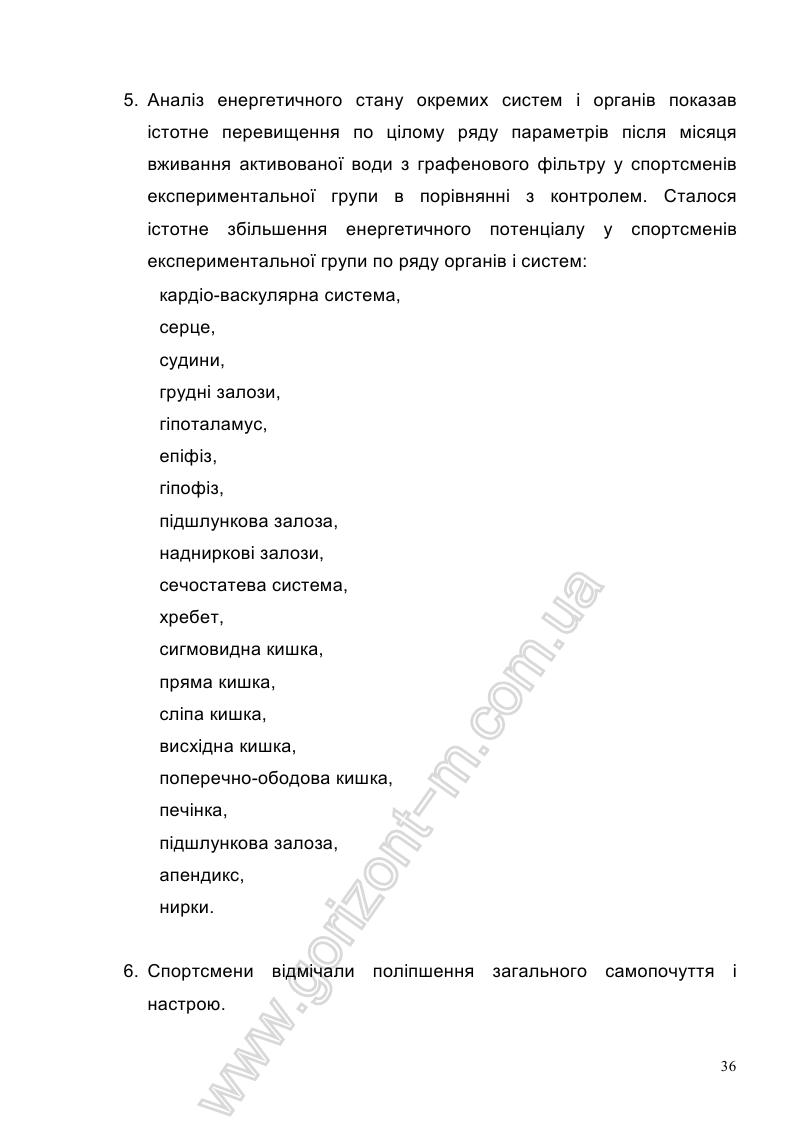 5. Аналіз енергетичного стану окремих систем і органів показав
істотне перевищення по цілому ряду параметрів після місяця
вживання активованої води з графенового фільтру у спортсменів
експериментальної групи в порівнянні з контролем. Сталося
істотне збільшення енергетичного потенціалу у спортсменів
експериментальної групи по ряду органів і систем:
кардіо-васкулярна система,
серце,
судини,
грудні залози,
гіпоталамус,
епіфіз,
гіпофіз,
підшлункова залоза,
надниркові залози,
сечостатева система,
хребет,
сигмовидна кишка,
пряма кишка,
сліпа кишка,
висхідна кишка,
поперечно-ободова кишка,
печінка,
підшлункова залоза,
апендикс,
нирки.
6. Спортсмени відмічали поліпшення загального самопочуття і
настрою.
36
www.gorizont-m.com.ua